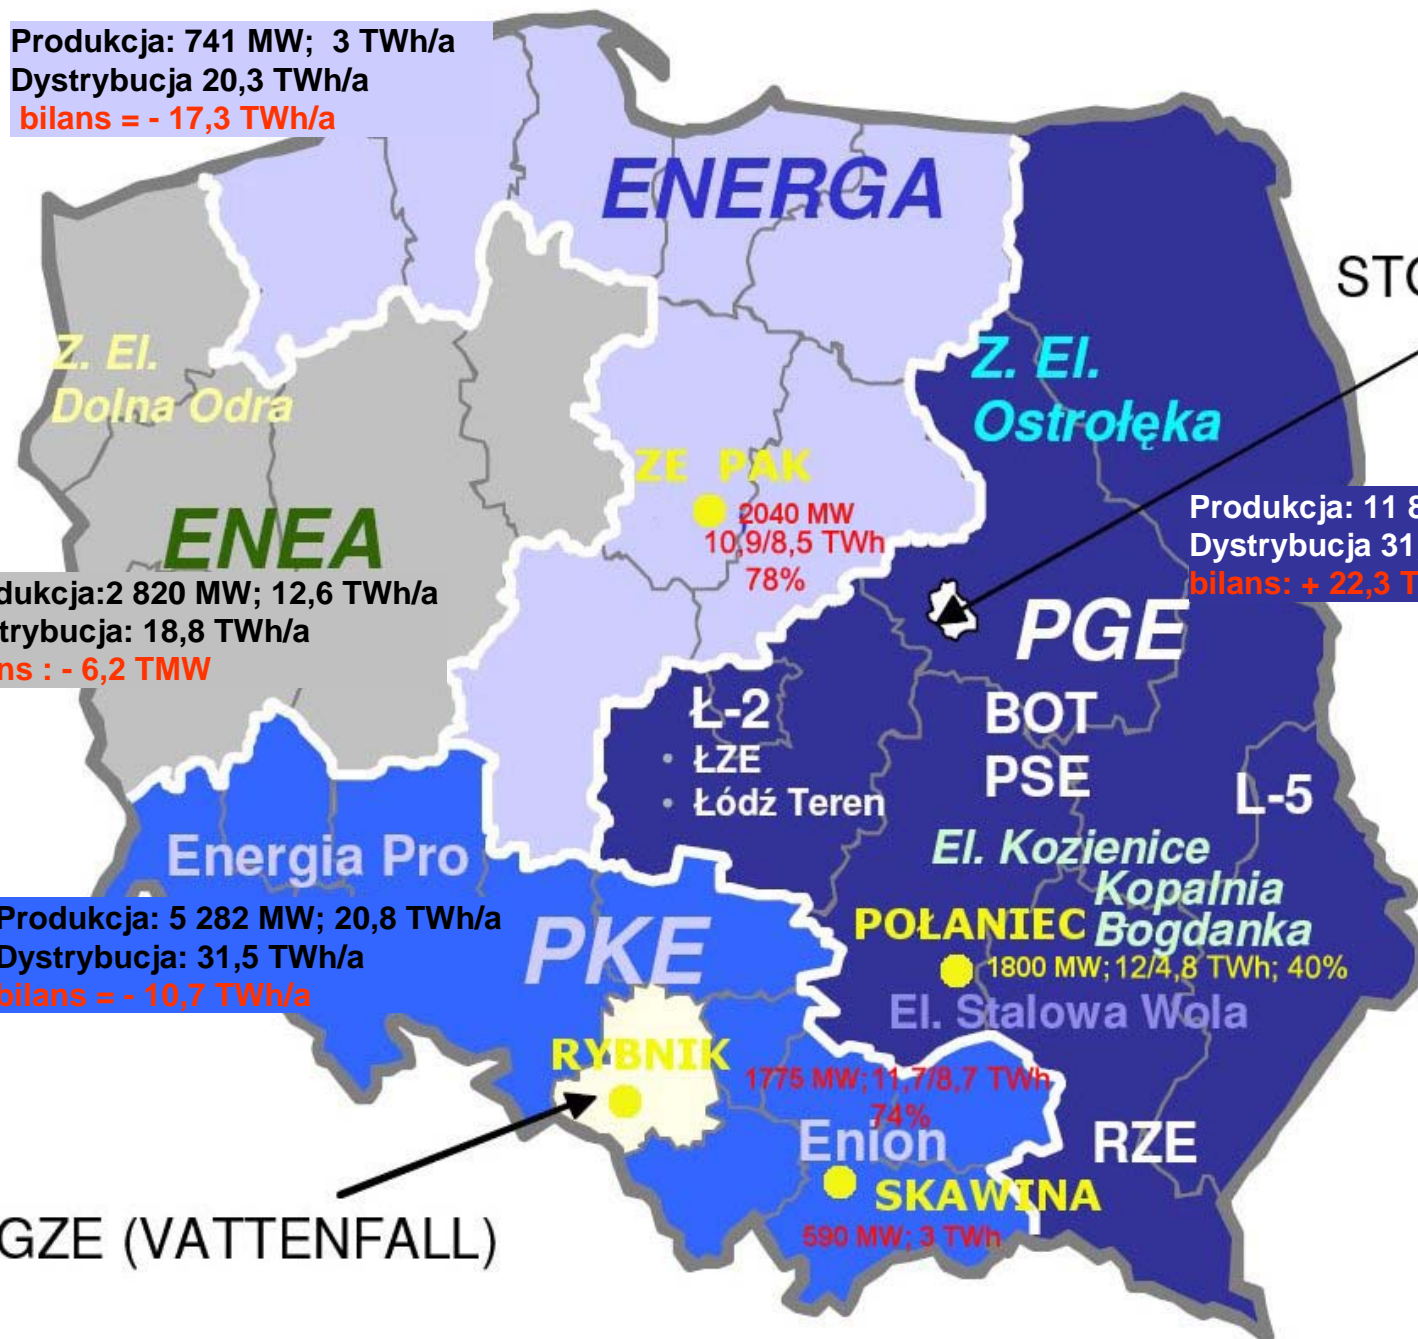 Produkcja: 741 MW; 3 TWh/a
Dystrybucja 20,3 TWh/a
bilans = - 17,3 TWh/a
ENERGA
STO
Z. El.
Dolna Odra
Z. El.
Ostrołęka
ZE PAK
2040 MW
10,9/8,5 TWh
78%
ENEA
dukcja:2 820 MW; 12,6 TWh/a
trybucja: 18,8 TWh/a
ns : - 6,2 TMW
Produkcja: 11 8
Dystrybucja 31
bilans: + 22,3 T
PGE
BOT
PSE
Ł-2
• ŁZE
• Łódź Teren
L-5
Energia Pro
El. Kozienice
Kopalnia
Bogdanka
POŁANIEC
1800 MW; 12/4,8 TWh; 40%
El. Stalowa Wola
Produkcja: 5 282 MW; 20,8 TWh/a
Dystrybucja: 31,5 TWh/a
bilans = - 10,7 TWh/a
PKE
RYBNIK
1775 MW; 11,7/8,7 TWh
74%
Enion
RZE
SKAWINA
590 MW; 3 TWh
GZE (VATTENFALL)